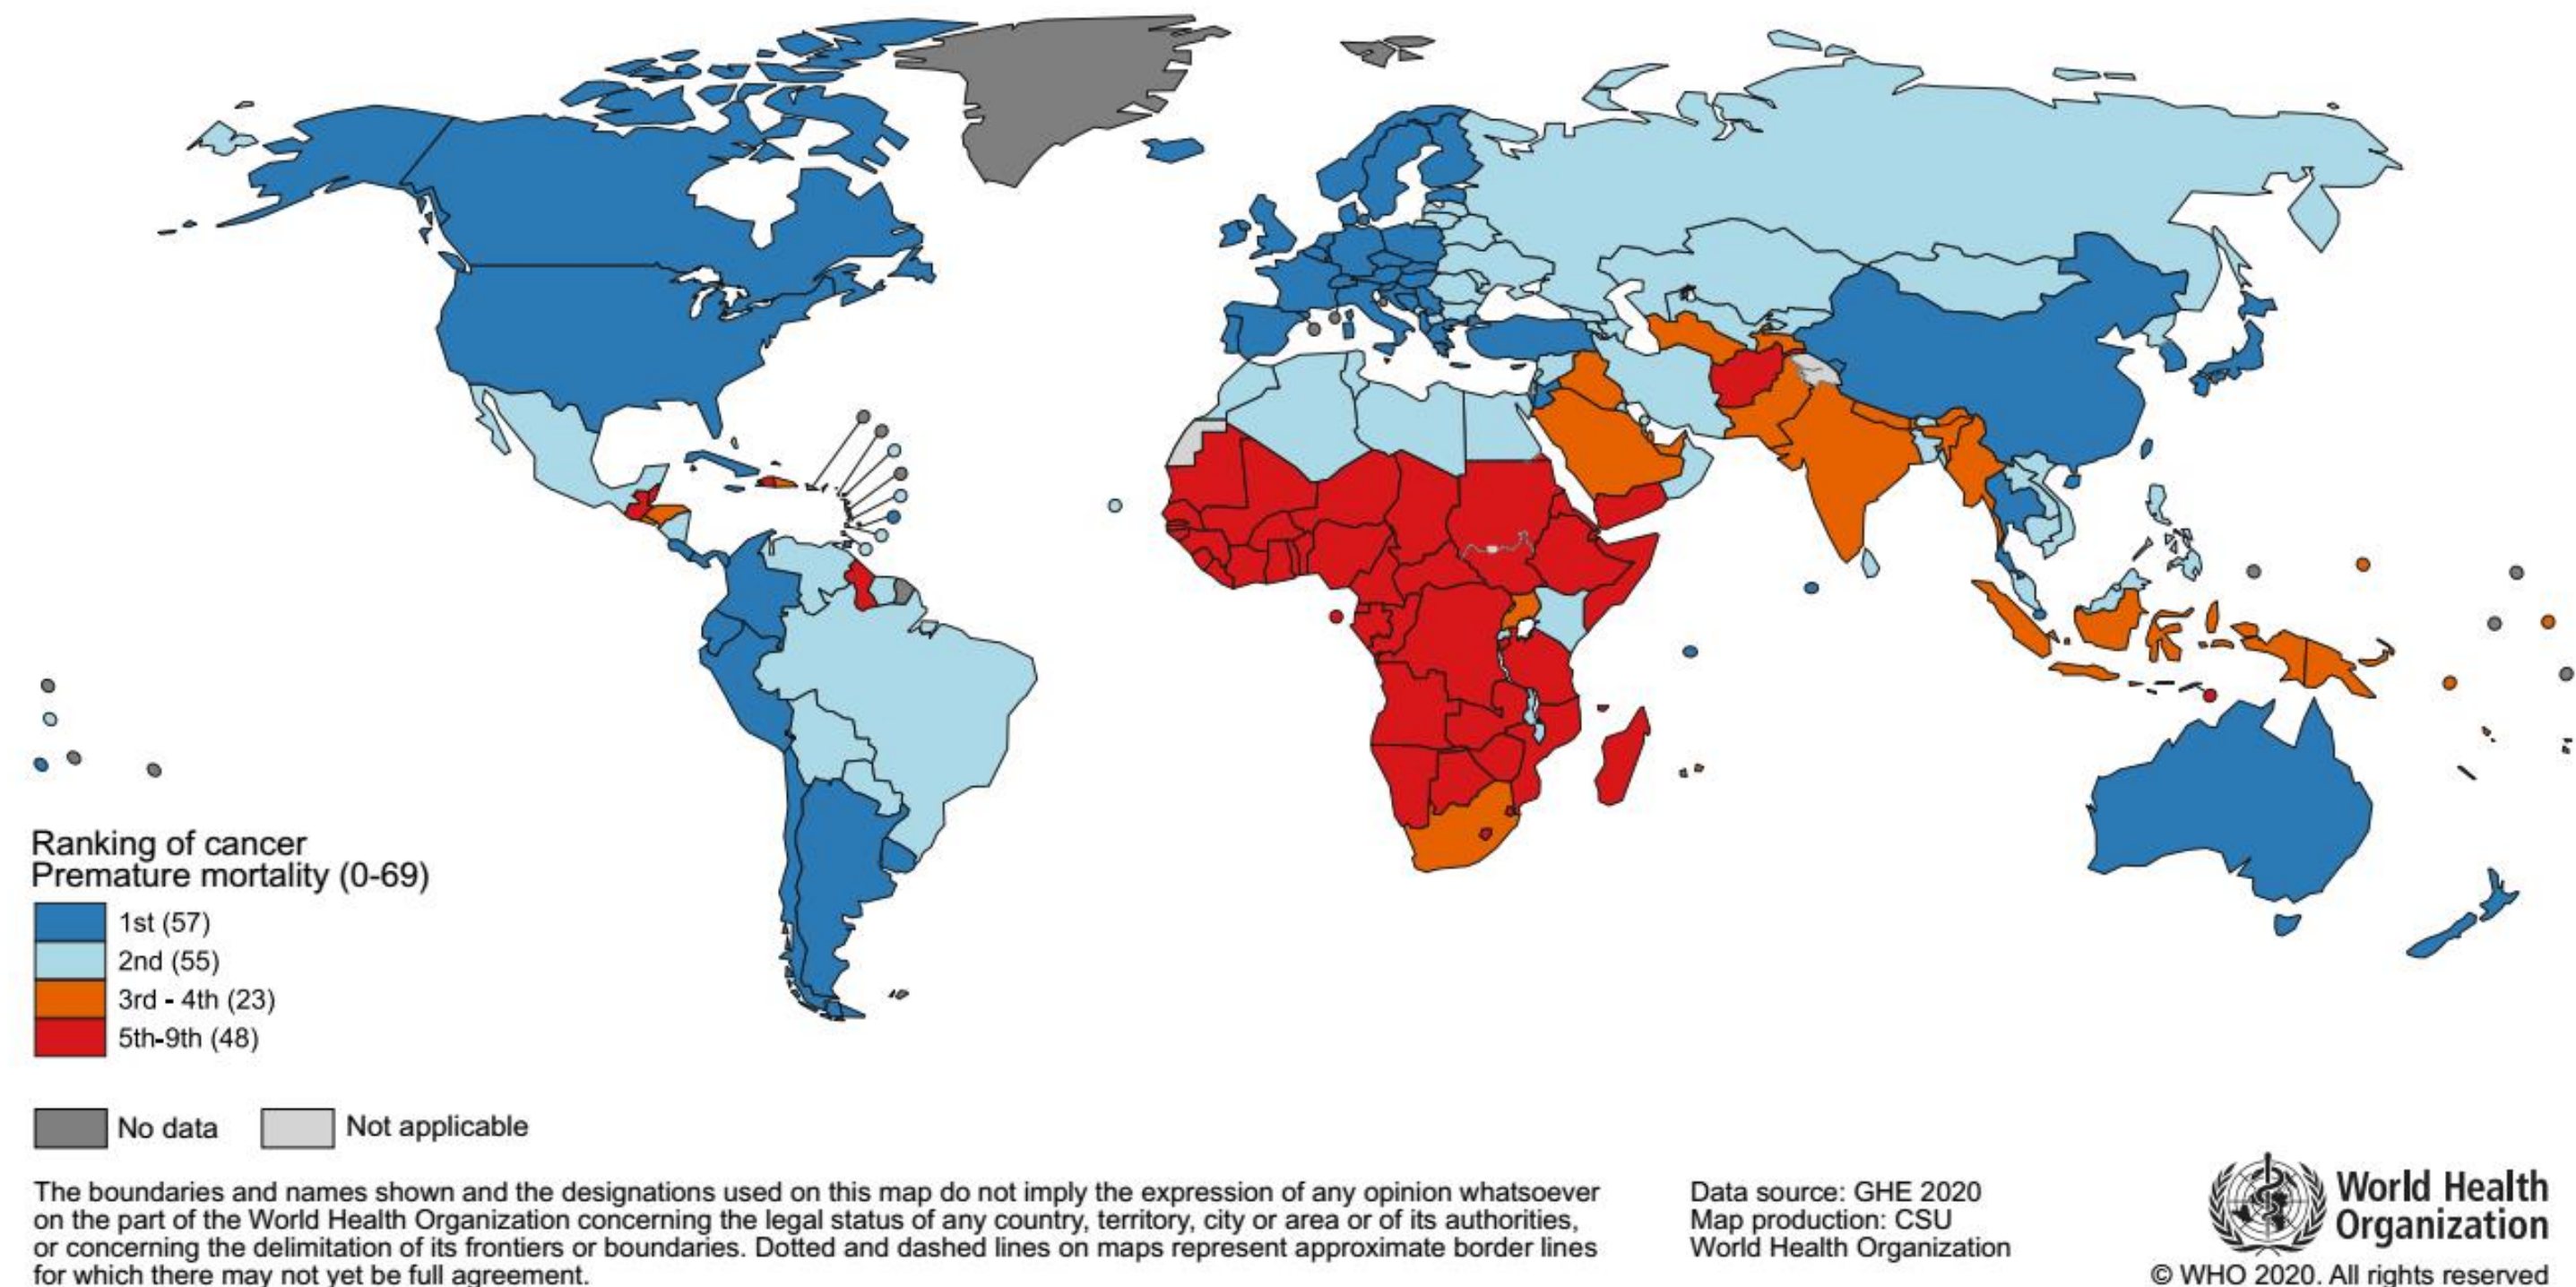 Ranking of cancer
Premature mortality (0-69)
1st (57)
2nd (55)
3rd - 4th (23)
5th-9th (48)
No data
Not applicable
The boundaries and names shown and the designations used on this map do not imply the expression of any opinion whatsoever
on the part of the World Health Organization concerning the legal status of any country, territory, city or area or of its authorities,
or concerning the delimitation of its frontiers or boundaries. Dotted and dashed lines on maps represent approximate border lines
for which there may not yet be full agreement.
Data source: GHE 2020
Map production: CSU
World Health Organization
World Health
Organization
© WHO 2020. All rights reserved